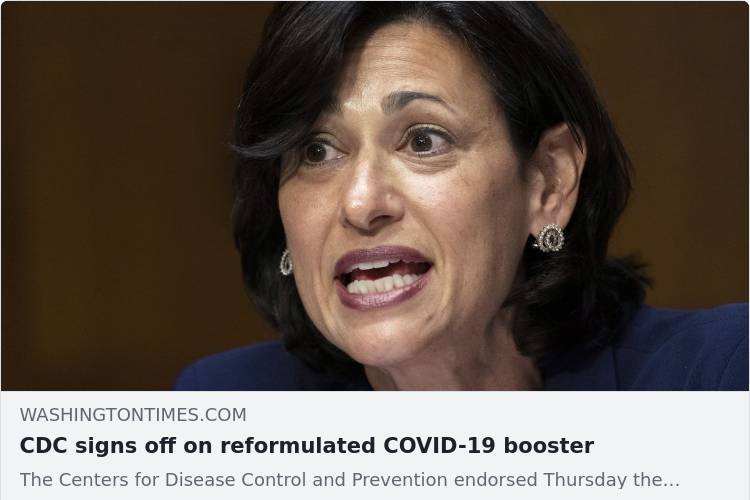 WASHINGTONTIMES.COM
CDC signs off on reformulated COVID-19 booster
The Centers for Disease Control and Prevention endorsed Thursday the...